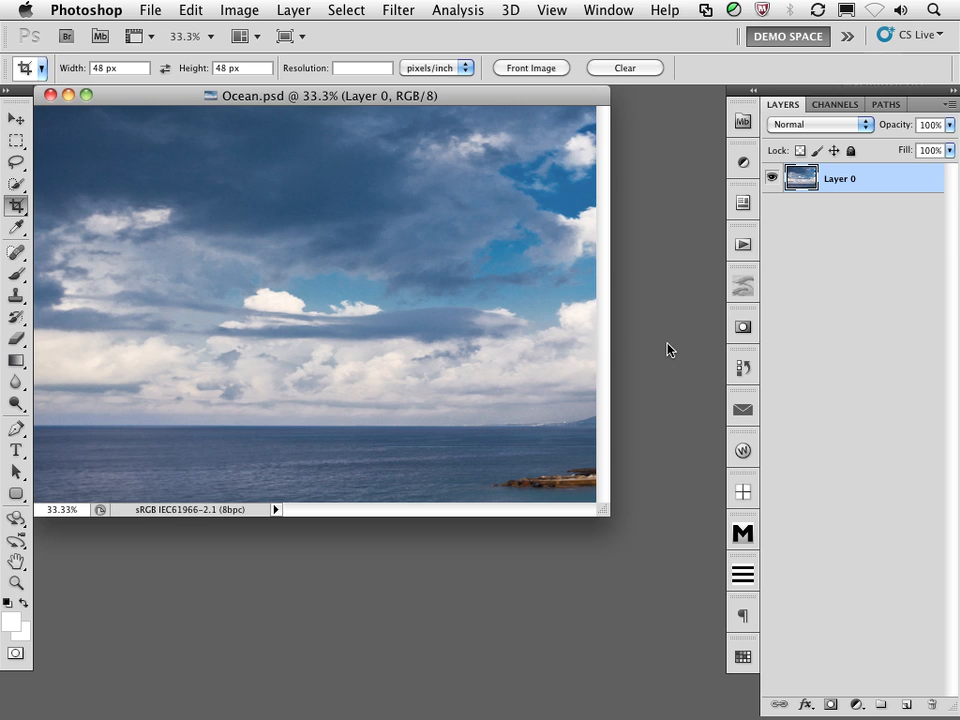 Photoshop File Edit Image Layer Select Filter Analysis 3D View Window Help
Ps Br Mb 33.3% DEMO SPACE CS Live
Width: 48 px Height: 48 px Resolution: pixels/inch Front Image Clear
Ocean.psd @ 33.3% (Layer 0, RGB/8)
LAYERS CHANNELS PATHS
Normal Opacity: 100%
Lock: Fill: 100%
Layer 0
Mb
T
W
M
33.33% sRGB IEC61966-2.1 (8bpc)
fx